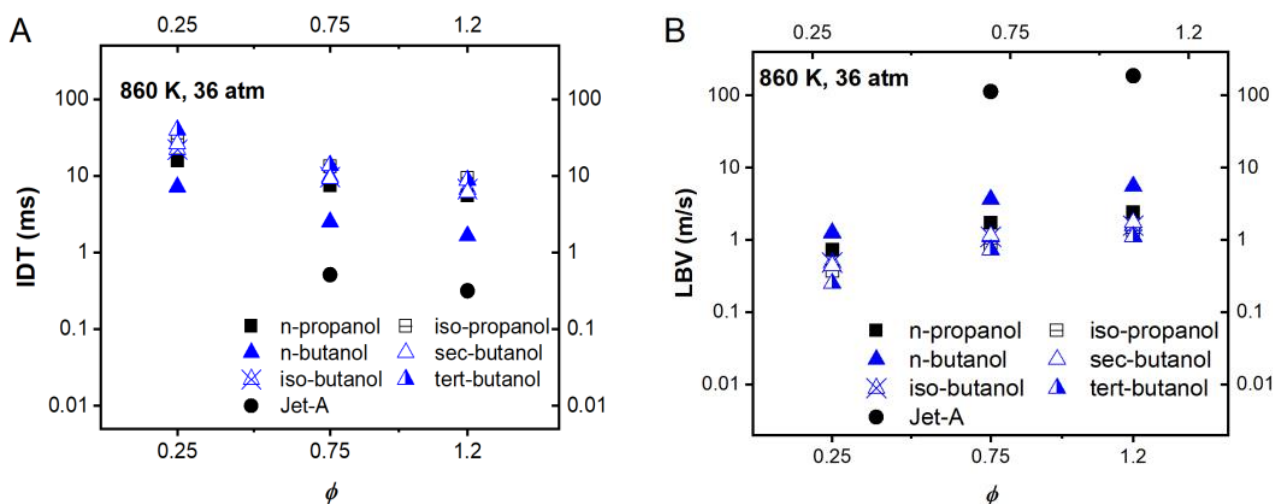 A
0.25 0.75 1.2
860 K, 36 atm
100 100
10 10
1 1
0.1 0.1
0.01 0.01
IDT (ms)
n-propanol iso-propanol
n-butanol sec-butanol
iso-butanol tert-butanol
Jet-A
0.25 0.75 1.2
ϕ
B
0.25 0.75 1.2
860 K, 36 atm
100 100
10 10
1 1
0.1 0.1
0.01 0.01
LBV (m/s)
n-propanol iso-propanol
n-butanol sec-butanol
iso-butanol tert-butanol
Jet-A
0.25 0.75 1.2
ϕ